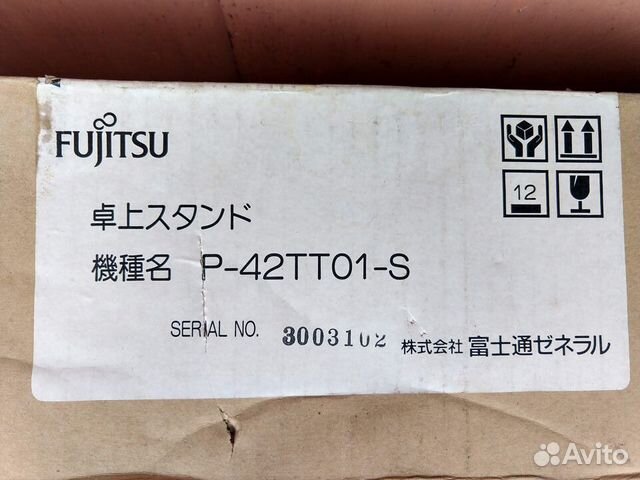 FUJITSU
12
卓上スタンド
機種名 P-42TT01-S
SERIAL NO. 3003102 株式会社 富士通ゼネラル
Avito